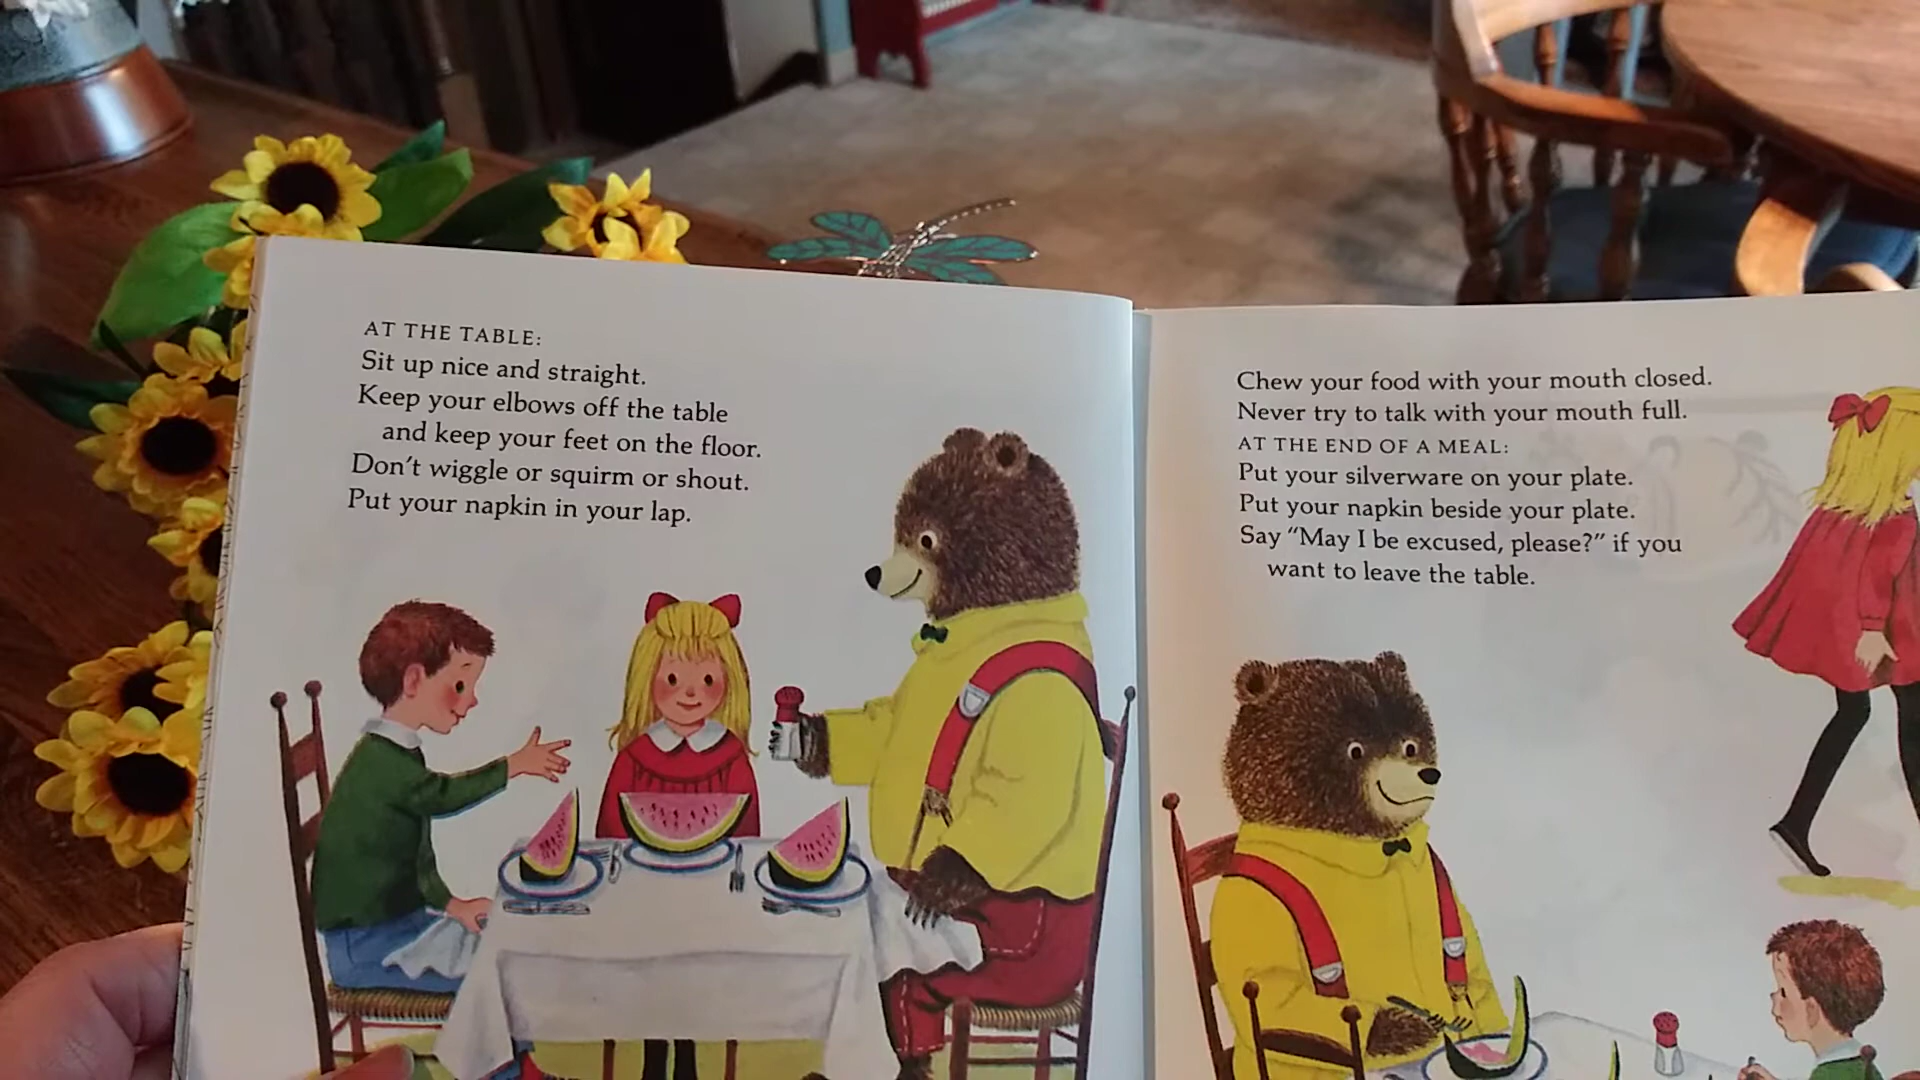 AT THE TABLE:
Sit up nice and straight.
Keep your elbows off the table
and keep your feet on the floor.
Don't wiggle or squirm or shout.
Put your napkin in your lap.
Chew your food with your mouth closed.
Never try to talk with your mouth full.
AT THE END OF A MEAL:
Put your silverware on your plate.
Put your napkin beside your plate.
Say “May I be excused, please?” if you
want to leave the table.